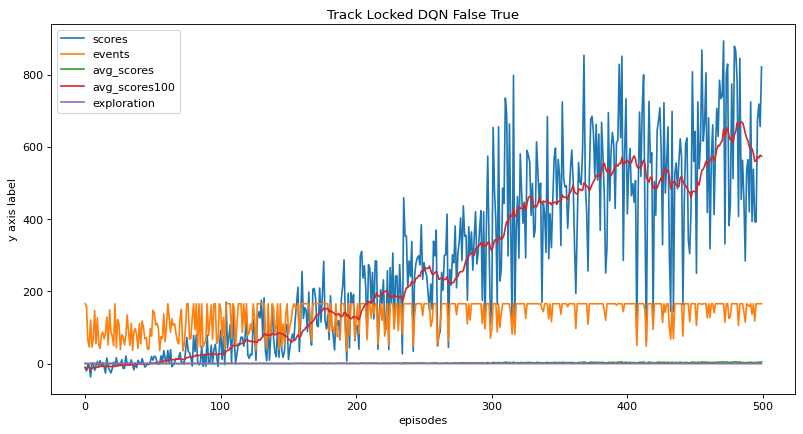 Track Locked DQN False True
scores
events
avg_scores
avg_scores100
exploration
y axis label
800
600
400
200
0
0 100 200 300 400 500
episodes